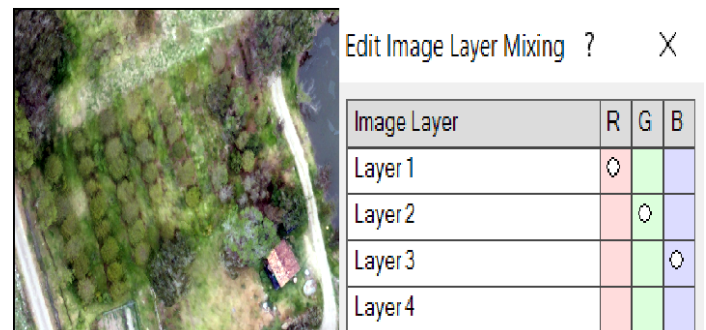 Edit Image Layer Mixing ? X
Image Layer R G B
Layer 1
Layer 2
Layer 3
Layer 4